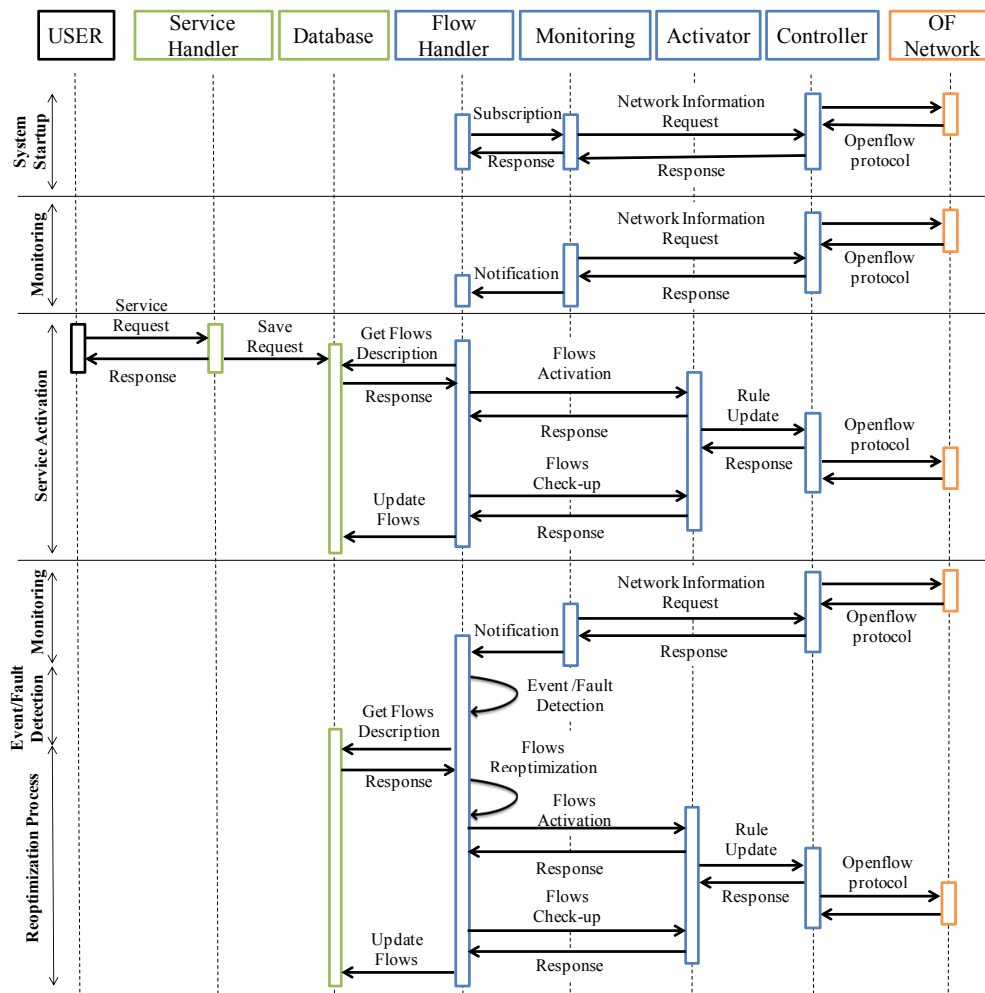 USER
Service
Handler
Database
Flow
Handler
Monitoring
Activator
Controller
OF
Network
System
Startup
Subscription
Response
Network Information
Request
Response
Openflow
protocol
Monitoring
Network Information
Request
Response
Notification
Openflow
protocol
Service Activation
Service
Request
Response
Save
Request
Get Flows
Description
Response
Flows
Activation
Response
Rule
Update
Response
Openflow
protocol
Flows
Check-up
Response
Update
Flows
Monitoring
Network Information
Request
Response
Notification
Openflow
protocol
Event/Fault
Detection
Event /Fault
Detection
Reoptimization Process
Get Flows
Description
Response
Flows
Reoptimization
Flows
Activation
Response
Rule
Update
Response
Openflow
protocol
Flows
Check-up
Response
Update
Flows